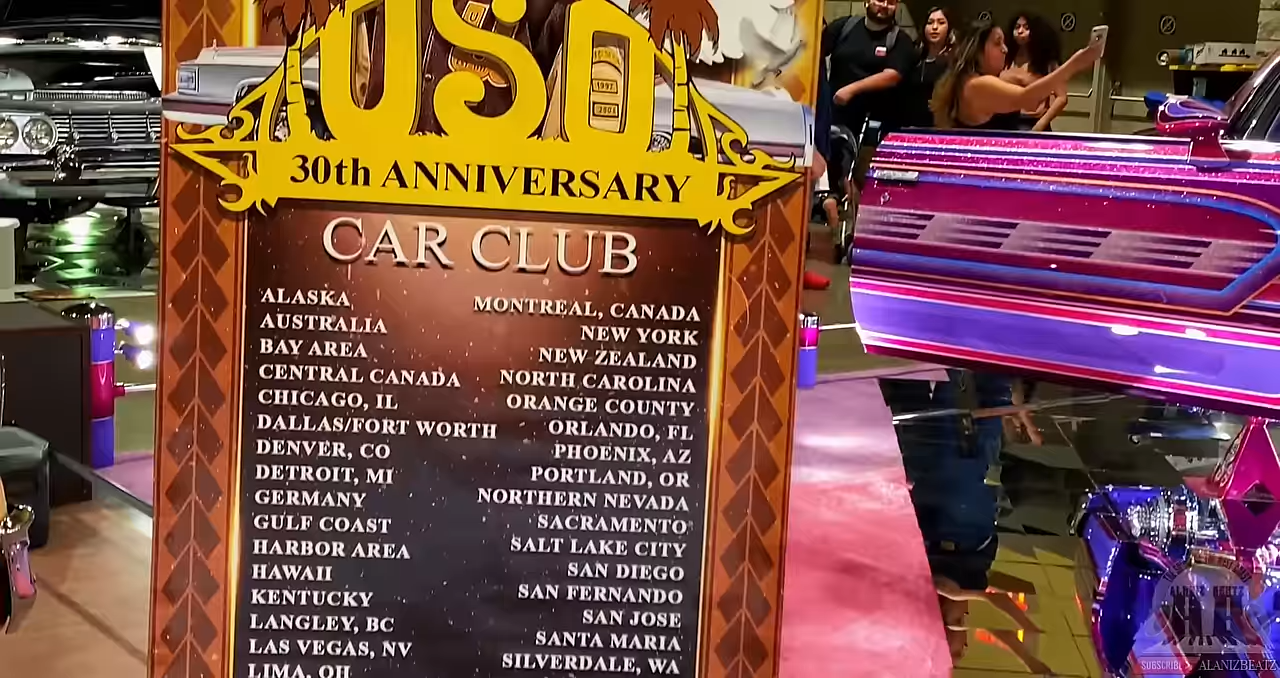 USO
30th ANNIVERSARY
CAR CLUB
ALASKA
AUSTRALIA
BAY AREA
CENTRAL CANADA
CHICAGO, IL
DALLAS/FORT WORTH
DENVER, CO
DETROIT, MI
GERMANY
GULF COAST
HARBOR AREA
HAWAII
KENTUCKY
LANGLEY, BC
LAS VEGAS, NV
LIMA, OH
MONTREAL, CANADA
NEW YORK
NEW ZEALAND
NORTH CAROLINA
ORANGE COUNTY
ORLANDO, FL
PHOENIX, AZ
PORTLAND, OR
NORTHERN NEVADA
SACRAMENTO
SALT LAKE CITY
SAN DIEGO
SAN FERNANDO
SAN JOSE
SANTA MARIA
SILVERDALE, WA
SUBSCRIBE ALANIZBEATZ